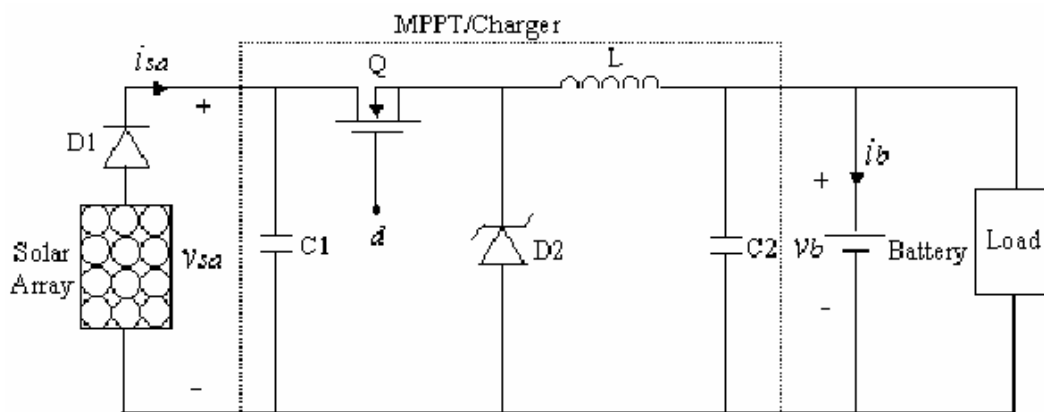 MPPT/Charger
isa
Q
L
+
D1
ib
+
Solar
Array
vsa
C1
d
D2
C2
vb
Battery
Load
-
-